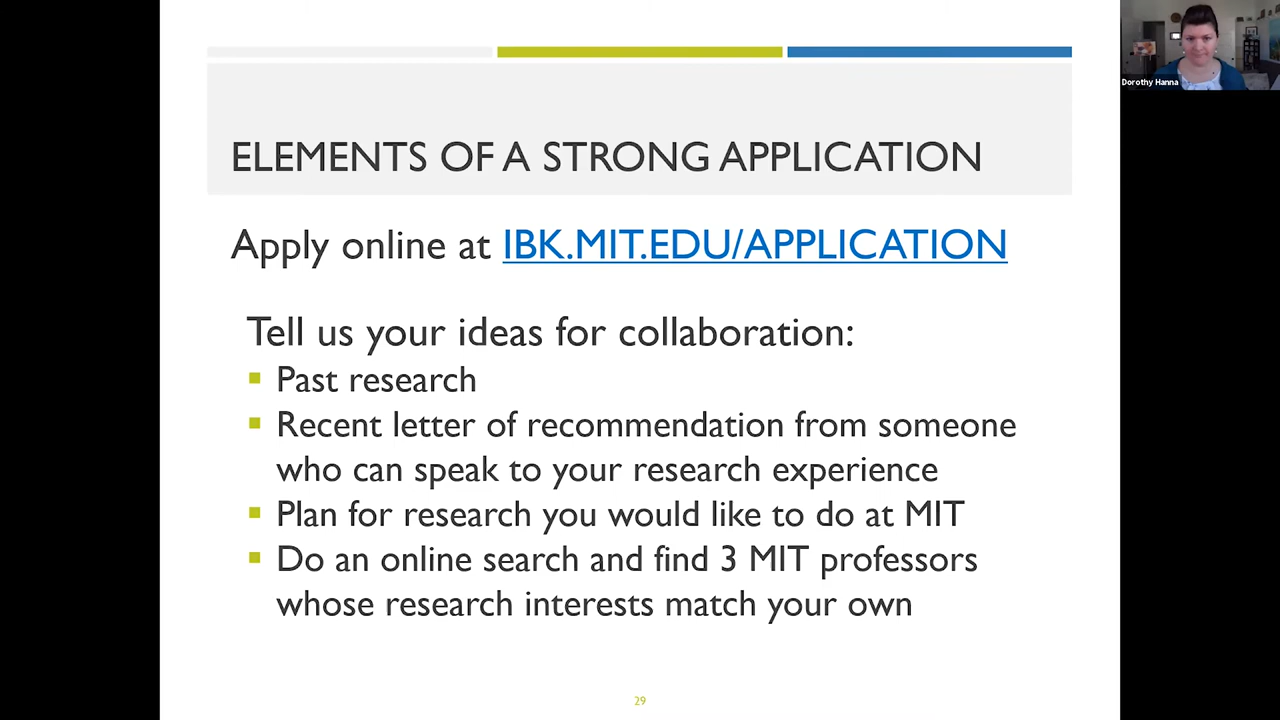 Dorothy Hanna
ELEMENTS OF A STRONG APPLICATION
Apply online at IBK.MIT.EDU/APPLICATION
Tell us your ideas for collaboration:
▪ Past research
▪ Recent letter of recommendation from someone
who can speak to your research experience
▪ Plan for research you would like to do at MIT
▪ Do an online search and find 3 MIT professors
whose research interests match your own
29